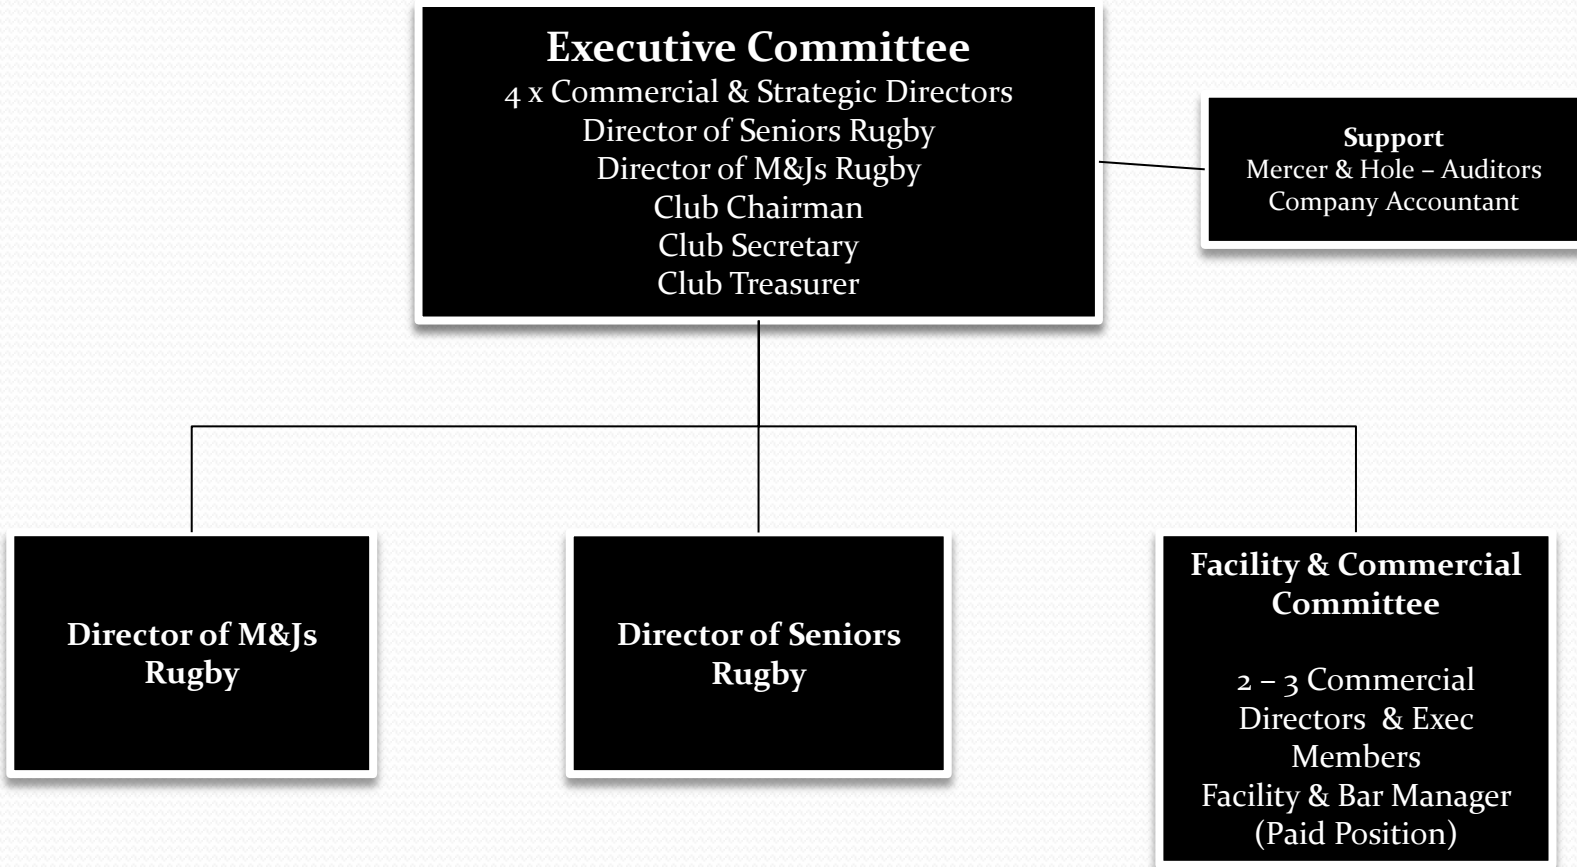 Executive Committee
4 x Commercial & Strategic Directors
Director of Seniors Rugby
Director of M&Js Rugby
Club Chairman
Club Secretary
Club Treasurer
Support
Mercer & Hole – Auditors
Company Accountant
Director of M&Js
Rugby
Director of Seniors
Rugby
Facility & Commercial
Committee
2 – 3 Commercial
Directors & Exec
Members
Facility & Bar Manager
(Paid Position)